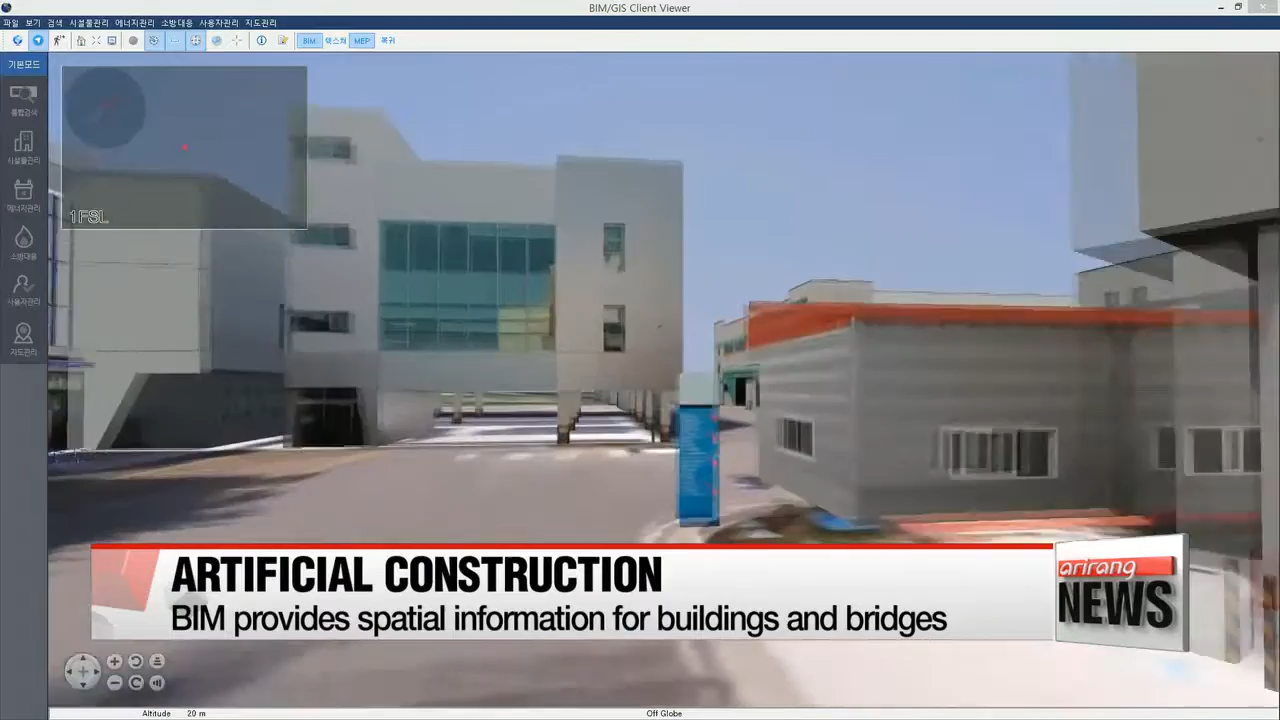 BIM/GIS Client Viewer
파일 보기 검색 시설물관리 에너지관리 소방대응 사용자관리 지도관리
BIM 텍스쳐 MEP 복귀
기본모드
통합검색
시설물관리
에너지관리
소방대응
사용자관리
지도관리
1FSL
ARTIFICIAL CONSTRUCTION
BIM provides spatial information for buildings and bridges
arirang
NEWS
Altitude 20 m Off Globe